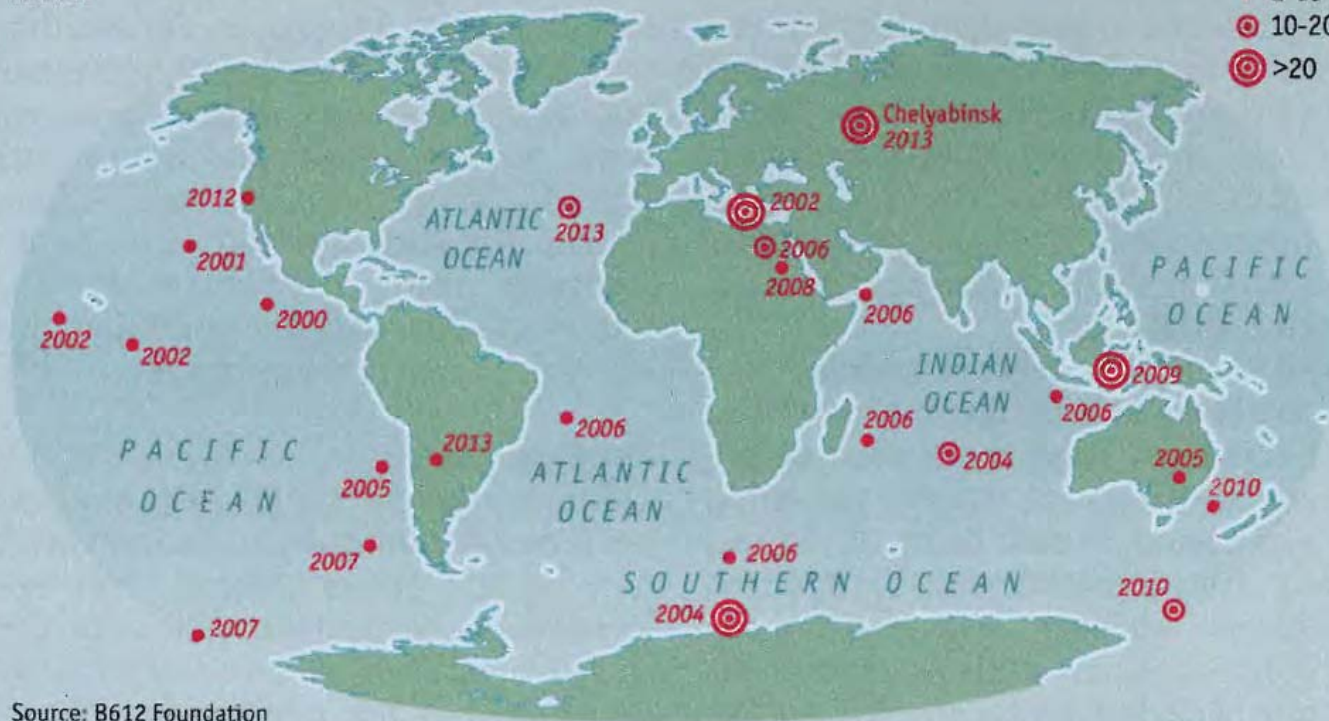 10-20
>20
Chelyabinsk
2013
2012
2002
ATLANTIC
OCEAN
2013
2006
2001
2008
PACIFIC
OCEAN
2000
2006
2002
2002
INDIAN
OCEAN
2009
2006
2006
2006
PACIFIC
OCEAN
2013
2005
ATLANTIC
OCEAN
2004
2005
2010
2007
2006
SOUTHERN OCEAN
2010
2004
2007
Source: B612 Foundation